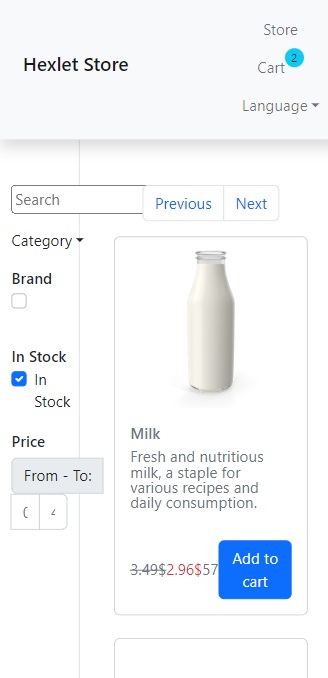 Store
Hexlet Store
Cart 2
Language
Search
Previous Next
Category
Brand
In Stock
In
Stock
Price
From - To:
Milk
Fresh and nutritious
milk, a staple for
various recipes and
daily consumption.
3.49$2.96$57
Add to
cart